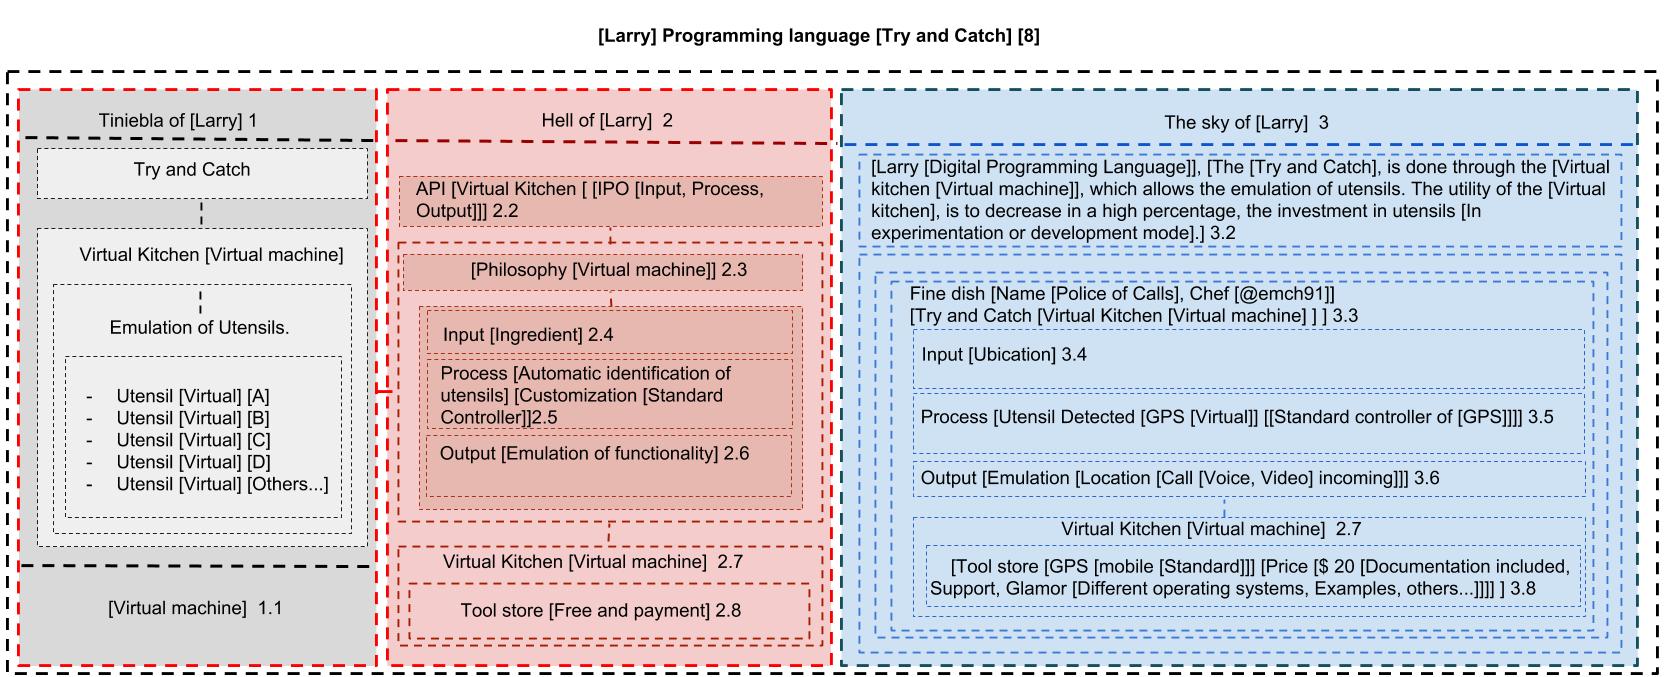 [Larry] Programming language [Try and Catch] [8]
Tiniebla of [Larry] 1
Try and Catch
Virtual Kitchen [Virtual machine]
Emulation of Utensils.
- Utensil [Virtual] [A]
- Utensil [Virtual] [B]
- Utensil [Virtual] [C]
- Utensil [Virtual] [D]
- Utensil [Virtual] [Others...]
[Virtual machine] 1.1
Hell of [Larry] 2
API [Virtual Kitchen [ [IPO [Input, Process,
Output]]] 2.2
[Philosophy [Virtual machine]] 2.3
Input [Ingredient] 2.4
Process [Automatic identification of
utensils] [Customization [Standard
Controller]]2.5
Output [Emulation of functionality] 2.6
Virtual Kitchen [Virtual machine] 2.7
Tool store [Free and payment] 2.8
The sky of [Larry] 3
[Larry [Digital Programming Language]], [The [Try and Catch], is done through the [Virtual
kitchen [Virtual machine]], which allows the emulation of utensils. The utility of the [Virtual
kitchen], is to decrease in a high percentage, the investment in utensils [In
experimentation or development mode].] 3.2
Fine dish [Name [Police of Calls], Chef [@emch91]]
[Try and Catch [Virtual Kitchen [Virtual machine] ] ] 3.3
Input [Ubication] 3.4
Process [Utensil Detected [GPS [Virtual]] [[Standard controller of [GPS]]]] 3.5
Output [Emulation [Location [Call [Voice, Video] incoming]]] 3.6
Virtual Kitchen [Virtual machine] 2.7
[Tool store [GPS [mobile [Standard]]] [Price [$ 20 [Documentation included,
Support, Glamor [Different operating systems, Examples, others...]]]] ] 3.8